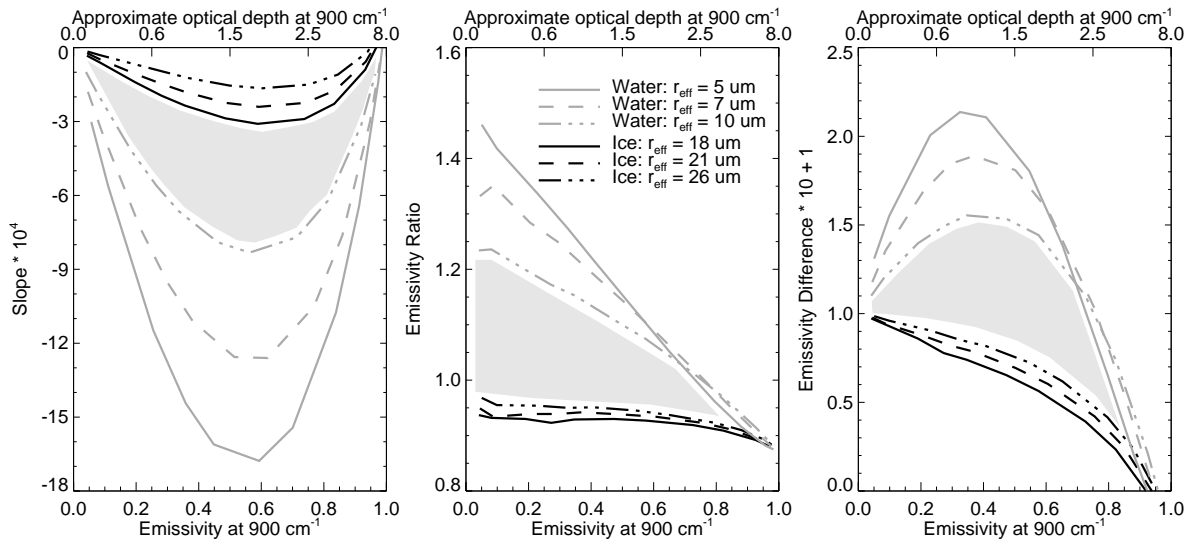 Approximate optical depth at 900 cm⁻¹
0.0 0.6 1.5 2.5 8.0
0
-3
-6
-9
-12
-15
-18
Slope * 10⁴
0.0 0.2 0.4 0.6 0.8 1.0
Emissivity at 900 cm⁻¹
Approximate optical depth at 900 cm⁻¹
0.0 0.6 1.5 2.5 8.0
1.6
1.4
1.2
1.0
0.8
Emissivity Ratio
Water: r_eff = 5 um
Water: r_eff = 7 um
Water: r_eff = 10 um
Ice: r_eff = 18 um
Ice: r_eff = 21 um
Ice: r_eff = 26 um
0.0 0.2 0.4 0.6 0.8 1.0
Emissivity at 900 cm⁻¹
Approximate optical depth at 900 cm⁻¹
0.0 0.6 1.5 2.5 8.0
2.5
2.0
1.5
1.0
0.5
0.0
Emissivity Difference * 10 + 1
0.0 0.2 0.4 0.6 0.8 1.0
Emissivity at 900 cm⁻¹